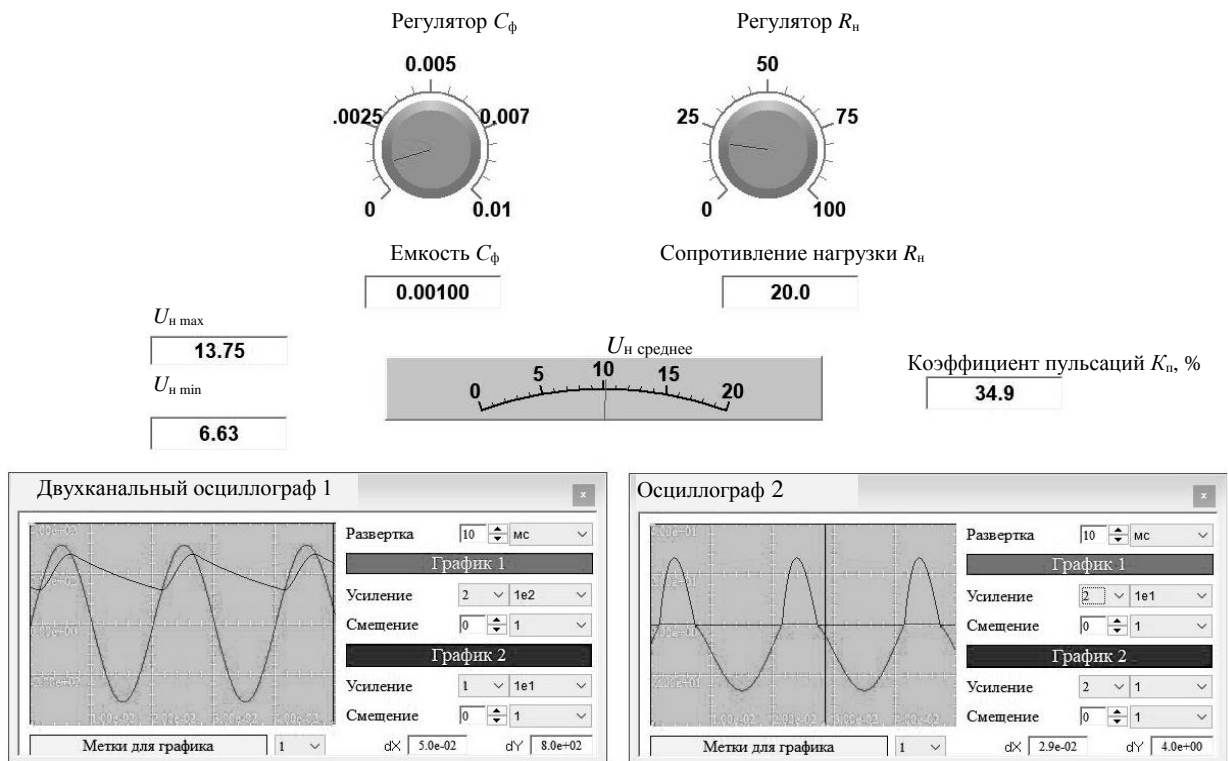 Регулятор Cф
Регулятор Rн
0.005
.0025
0.007
0
0.01
50
25
75
0
100
Емкость Cф
0.00100
Сопротивление нагрузки Rн
20.0
Uн max
13.75
Uн min
6.63
Uн среднее
0 5 10 15 20
Коэффициент пульсаций Kп, %
34.9
Двухканальный осциллограф 1
x
Развертка 10 мс
График 1
Усиление 2 1e2
Смещение 0 1
График 2
Усиление 1 1e1
Смещение 0 1
Метки для графика 1 dX 5.0e-02 dY 8.0e+02
Осциллограф 2
x
Развертка 10 мс
График 1
Усиление 2 1e1
Смещение 0 1
График 2
Усиление 2 1
Смещение 0 1
Метки для графика 1 dX 2.9e-02 dY 4.0e+00